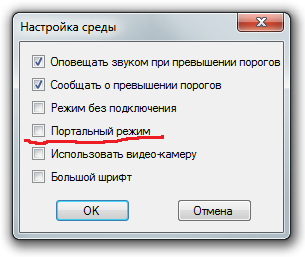 Настройка среды
Оповещать звуком при превышении порогов
Сообщать о превышении порогов
Режим без подключения
Портальный режим
Использовать видео-камеру
Большой шрифт
OK
Отмена